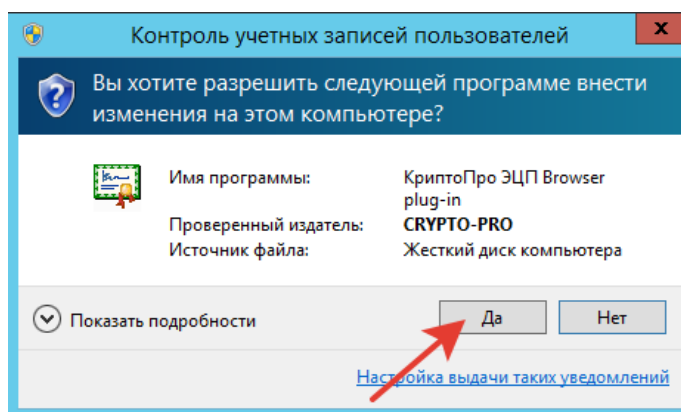 Контроль учетных записей пользователей
x
Вы хотите разрешить следующей программе внести
изменения на этом компьютере?
Имя программы: КриптоПро ЭЦП Browser
plug-in
Проверенный издатель: CRYPTO-PRO
Источник файла: Жесткий диск компьютера
Показать подробности Да Нет
Настройка выдачи таких уведомлений